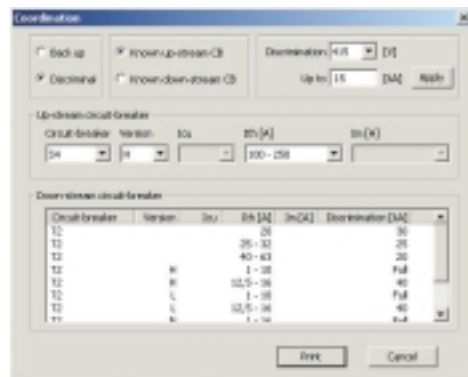 Coordination
Back up
Known up-stream CB
Discrimination 415 [V]
Discriminat
Known down-stream CB
Up to 15 [kA] Apply
Up-stream circuit-breaker
Circuit-breaker Version Icu Ith [A] Im [A]
S4 H 100 - 250
Down-stream circuit-breaker
Circuit-breaker Version Icu Ith [A] Im [A] Discrimination [kA]
T2 20 30
T2 25 - 32 25
T2 40 - 63 20
T2 H 1 - 10 Full
T2 H 12,5 - 16 40
T2 L 1 - 10 Full
T2 L 12,5 - 16 40
T2 Full
Print Cancel